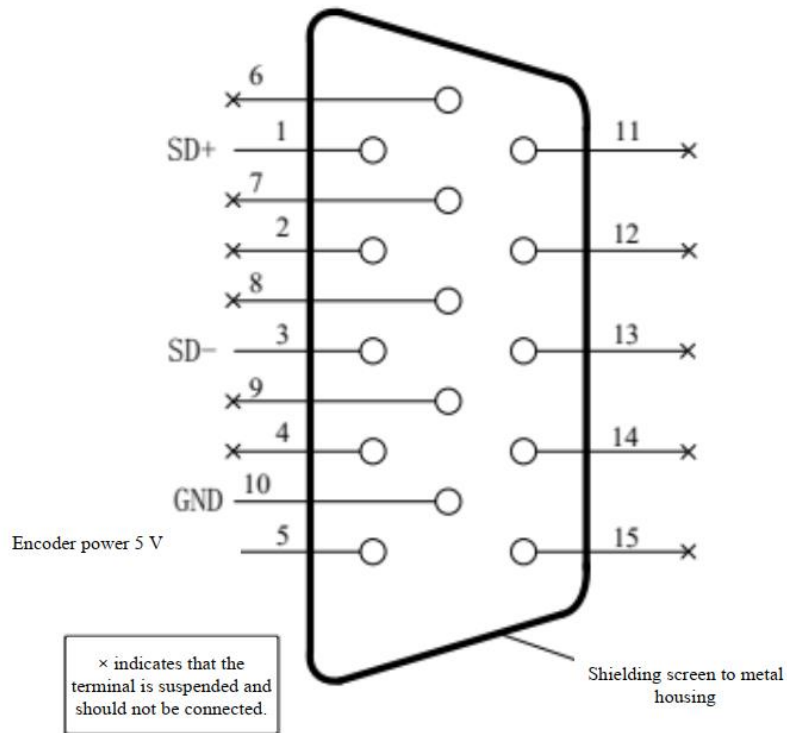 6
SD+ 1 11
7
2 12
8
SD− 3 13
9
4 14
GND 10
Encoder power 5 V 5 15
× indicates that the
terminal is suspended and
should not be connected.
Shielding screen to metal
housing